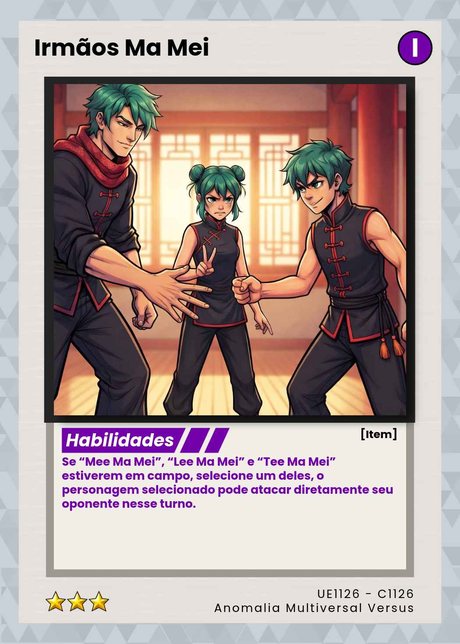 Irmãos Ma Mei
I
Habilidades
[Item]
Se “Mee Ma Mei”, “Lee Ma Mei” e “Tee Ma Mei”
estiverem em campo, selecione um deles, o
personagem selecionado pode atacar diretamente seu
oponente nesse turno.
UE1126 - C1126
Anomalia Multiversal Versus